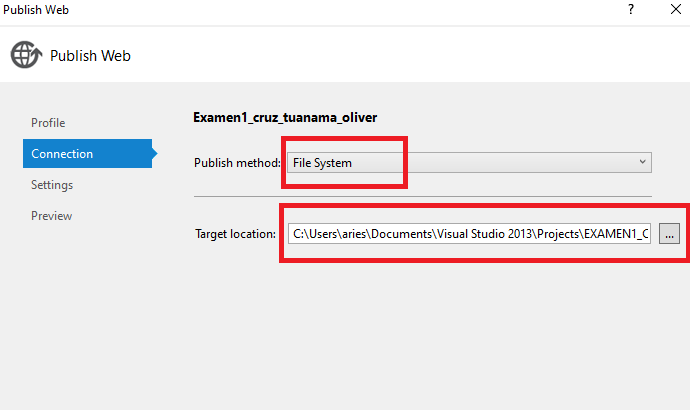 Publish Web
?
Publish Web
Profile
Connection
Settings
Preview
Examen1_cruz_tuanama_oliver
Publish method: File System
Target location: C:\Users\aries\Documents\Visual Studio 2013\Projects\EXAMEN1_C ...